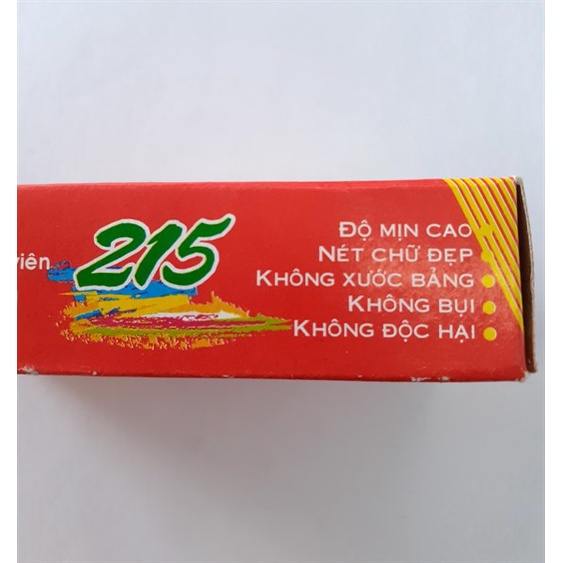 viên 215
ĐỘ MỊN CAO
NÉT CHỮ ĐẸP
KHÔNG XƯỚC BẢNG
KHÔNG BỤI
KHÔNG ĐỘC HẠI